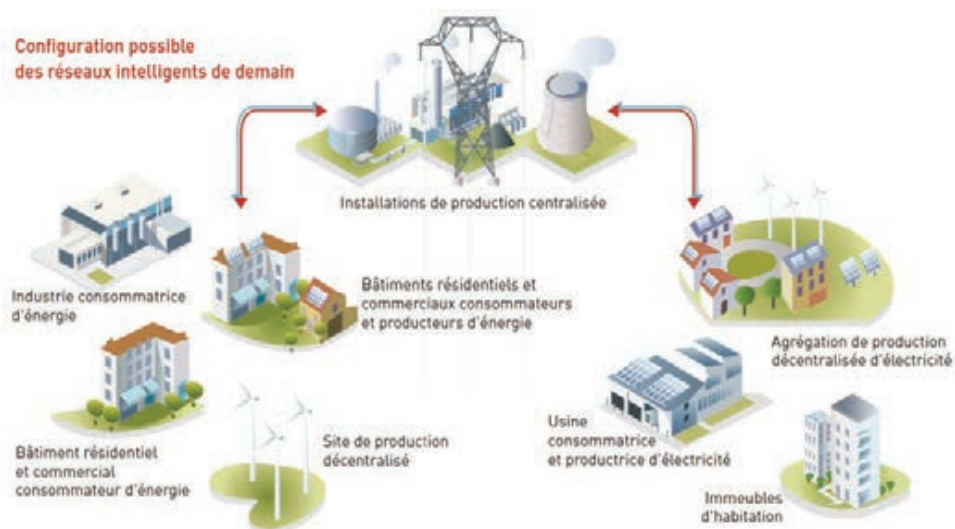 Configuration possible
des réseaux intelligents de demain
Installations de production centralisée
Industrie consommatrice
d'énergie
Bâtiments résidentiels et
commerciaux consommateurs
et producteurs d'énergie
Agrégation de production
décentralisée d'électricité
Bâtiment résidentiel
et commercial
consommateur d'énergie
Site de production
décentralisé
Usine
consommatrice
et productrice d'électricité
Immeubles
d'habitation